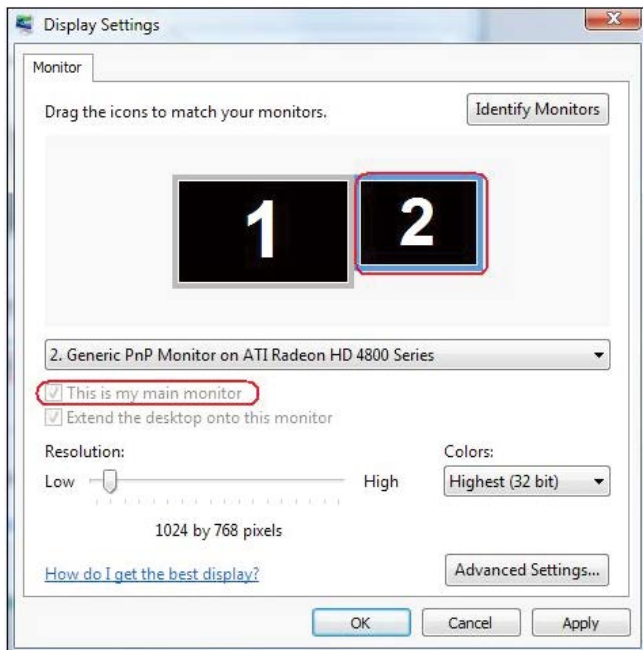 Display Settings
Monitor
Drag the icons to match your monitors.
Identify Monitors
1
2
2. Generic PnP Monitor on ATI Radeon HD 4800 Series
This is my main monitor
Extend the desktop onto this monitor
Resolution:
Colors:
Low
High
Highest (32 bit)
1024 by 768 pixels
How do I get the best display?
Advanced Settings...
OK
Cancel
Apply